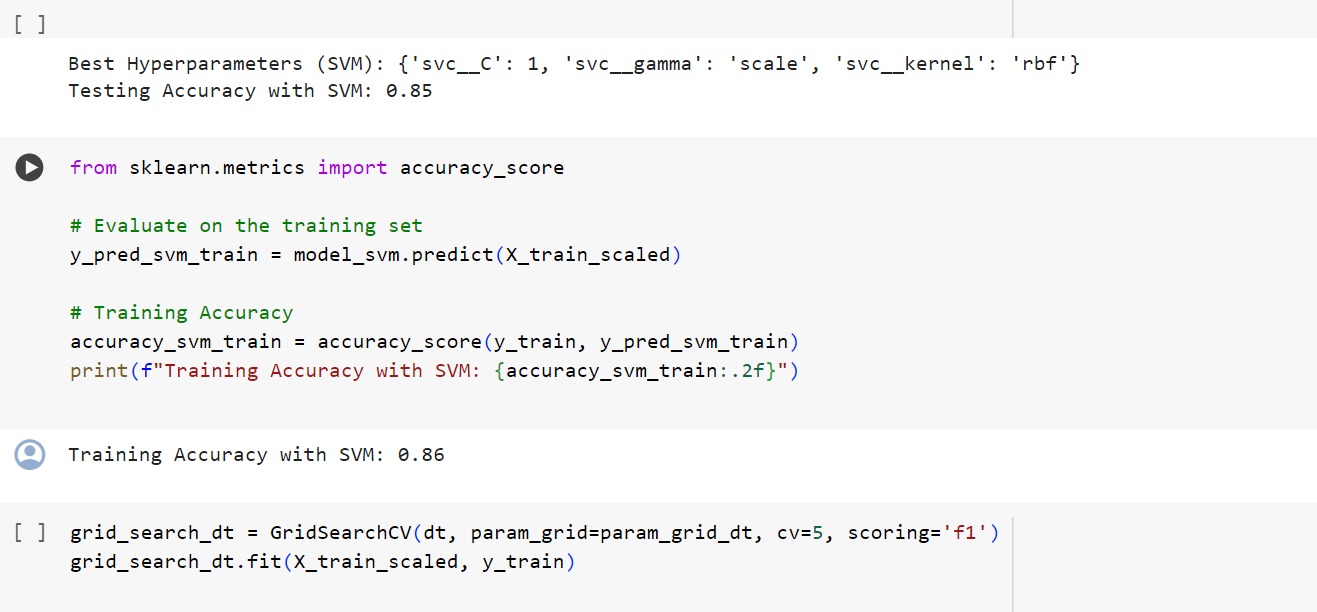 [ ]
Best Hyperparameters (SVM): {'svc__C': 1, 'svc__gamma': 'scale', 'svc__kernel': 'rbf'}
Testing Accuracy with SVM: 0.85
from sklearn.metrics import accuracy_score
# Evaluate on the training set
y_pred_svm_train = model_svm.predict(X_train_scaled)
# Training Accuracy
accuracy_svm_train = accuracy_score(y_train, y_pred_svm_train)
print(f"Training Accuracy with SVM: {accuracy_svm_train:.2f}")
Training Accuracy with SVM: 0.86
[ ] grid_search_dt = GridSearchCV(dt, param_grid=param_grid_dt, cv=5, scoring='f1')
grid_search_dt.fit(X_train_scaled, y_train)